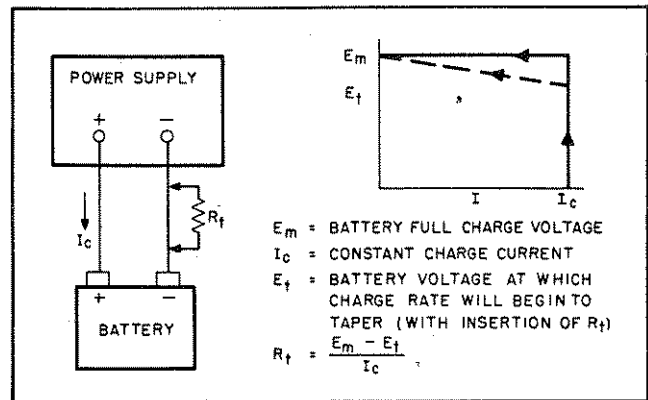 POWER SUPPLY
+ −
I_c
R_t
+ −
BATTERY
E_m
E_t
I I_c
E_m = BATTERY FULL CHARGE VOLTAGE
I_c = CONSTANT CHARGE CURRENT
E_t = BATTERY VOLTAGE AT WHICH
CHARGE RATE WILL BEGIN TO
TAPER (WITH INSERTION OF R_t)
R_t = E_m − E_t / I_c